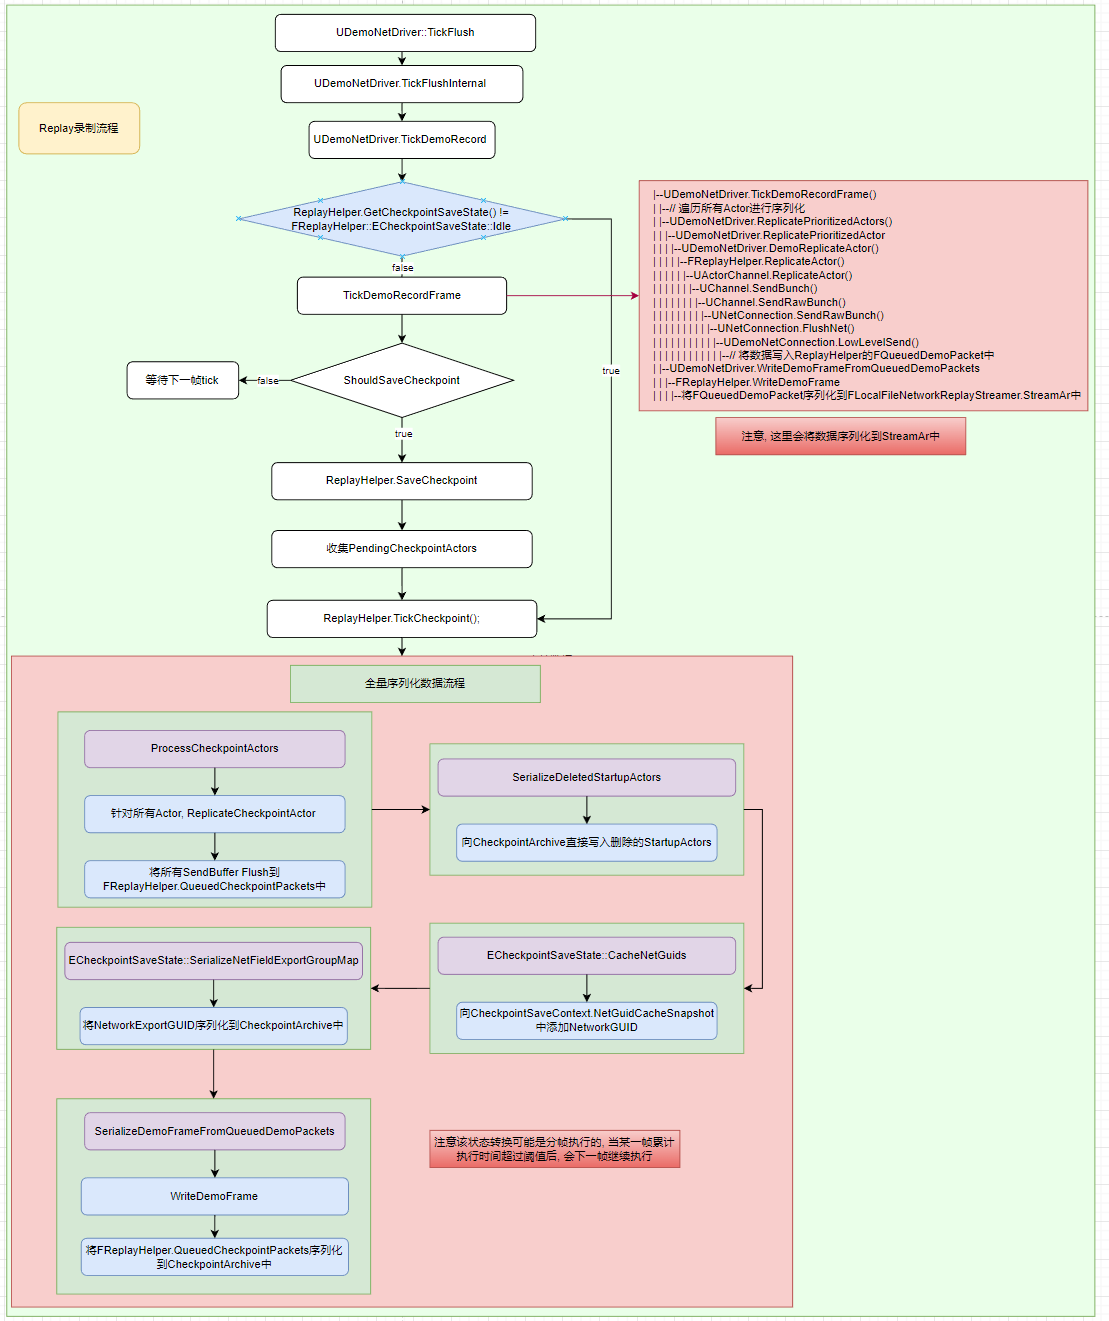 UDemoNetDriver::TickFlush
UDemoNetDriver.TickFlushInternal
Replay录制流程
UDemoNetDriver.TickDemoRecord
ReplayHelper.GetCheckpointSaveState() !=
FReplayHelper::ECheckpointSaveState::Idle
false
true
TickDemoRecordFrame
|--UDemoNetDriver.TickDemoRecordFrame()
| |--// 遍历所有Actor进行序列化
| |--UDemoNetDriver.ReplicatePrioritizedActors()
| | |--UDemoNetDriver.ReplicatePrioritizedActor
| | | |--UDemoNetDriver.DemoReplicateActor()
| | | | |--FReplayHelper.ReplicateActor()
| | | | | |--UActorChannel.ReplicateActor()
| | | | | | |--UChannel.SendBunch()
| | | | | | | |--UChannel.SendRawBunch()
| | | | | | | | |--UNetConnection.SendRawBunch()
| | | | | | | | | |--UNetConnection.FlushNet()
| | | | | | | | | | |--UDemoNetConnection.LowLevelSend()
| | | | | | | | | | | |--// 将数据写入ReplayHelper的FQueuedDemoPacket中
| |--UDemoNetDriver.WriteDemoFrameFromQueuedDemoPackets
| | |--FReplayHelper.WriteDemoFrame
| | | |--将FQueuedDemoPacket序列化到FLocalFileNetworkReplayStreamer.StreamAr中
注意, 这里会将数据序列化到StreamAr中
ShouldSaveCheckpoint
false
等待下一帧tick
true
ReplayHelper.SaveCheckpoint
收集PendingCheckpointActors
ReplayHelper.TickCheckpoint();
全量序列化数据流程
ProcessCheckpointActors
针对所有Actor, ReplicateCheckpointActor
将所有SendBuffer Flush到
FReplayHelper.QueuedCheckpointPackets中
SerializeDeletedStartupActors
向CheckpointArchive直接写入删除的StartupActors
ECheckpointSaveState::CacheNetGuids
向CheckpointSaveContext.NetGuidCacheSnapshot
中添加NetworkGUID
ECheckpointSaveState::SerializeNetFieldExportGroupMap
将NetworkExportGUID序列化到CheckpointArchive中
SerializeDemoFrameFromQueuedDemoPackets
WriteDemoFrame
将FReplayHelper.QueuedCheckpointPackets序列化
到CheckpointArchive中
注意该状态转换可能是分帧执行的, 当某一帧累计
执行时间超过阈值后, 会下一帧继续执行